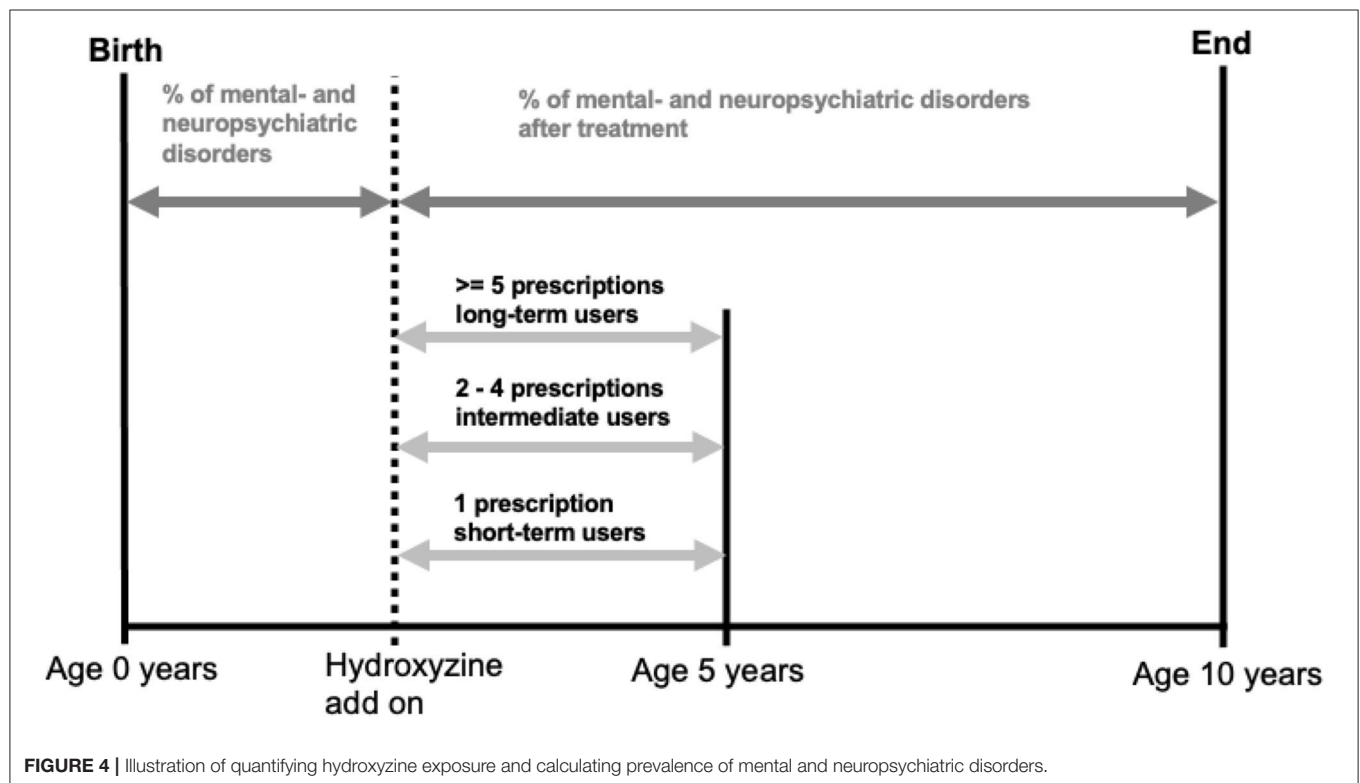 Birth
End
% of mental- and
neuropsychiatric
disorders
% of mental- and neuropsychiatric disorders
after treatment
>= 5 prescriptions
long-term users
2 - 4 prescriptions
intermediate users
1 prescription
short-term users
Age 0 years
Hydroxyzine
add on
Age 5 years
Age 10 years
FIGURE 4 | Illustration of quantifying hydroxyzine exposure and calculating prevalence of mental and neuropsychiatric disorders.